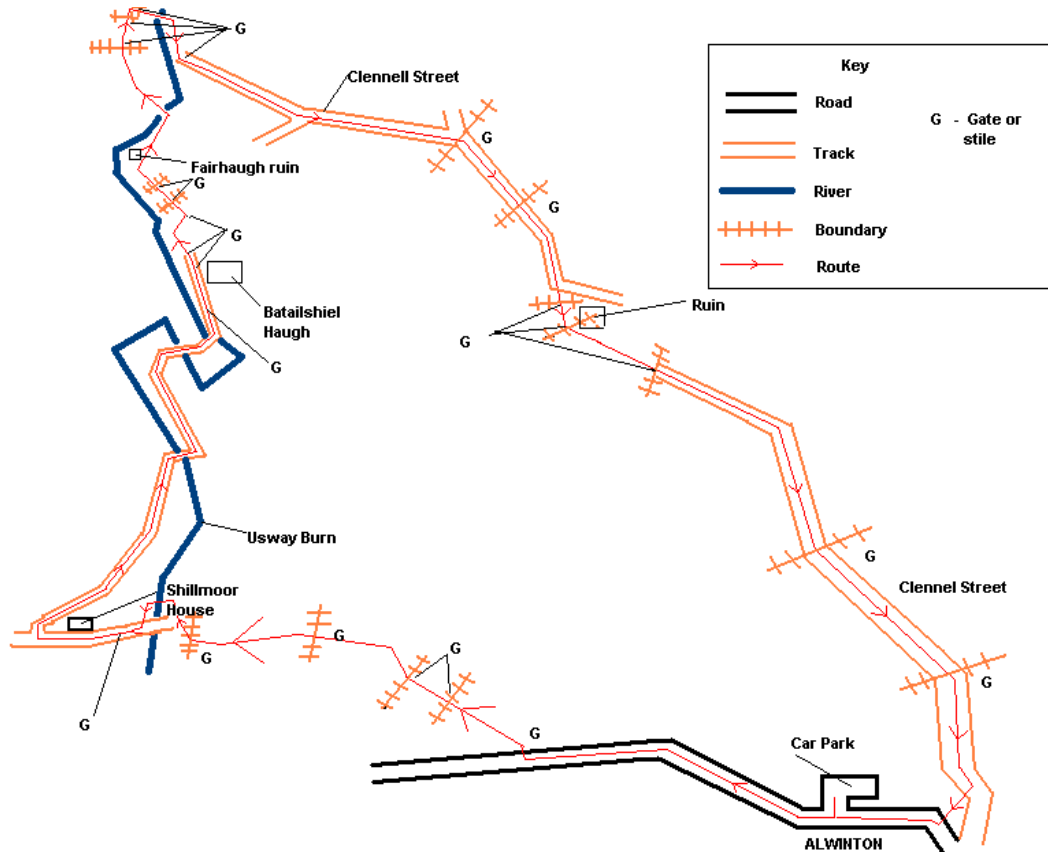 G
Clennell Street
Key
Road
G - Gate or
stile
Track
River
Boundary
Route
G
Fairhaugh ruin
G
G
G
Batailshiel
Haugh
Ruin
G
G
Usway Burn
G
Clennel Street
Shillmoor
House
G
G
G
G
G
G
Car Park
ALWINTON